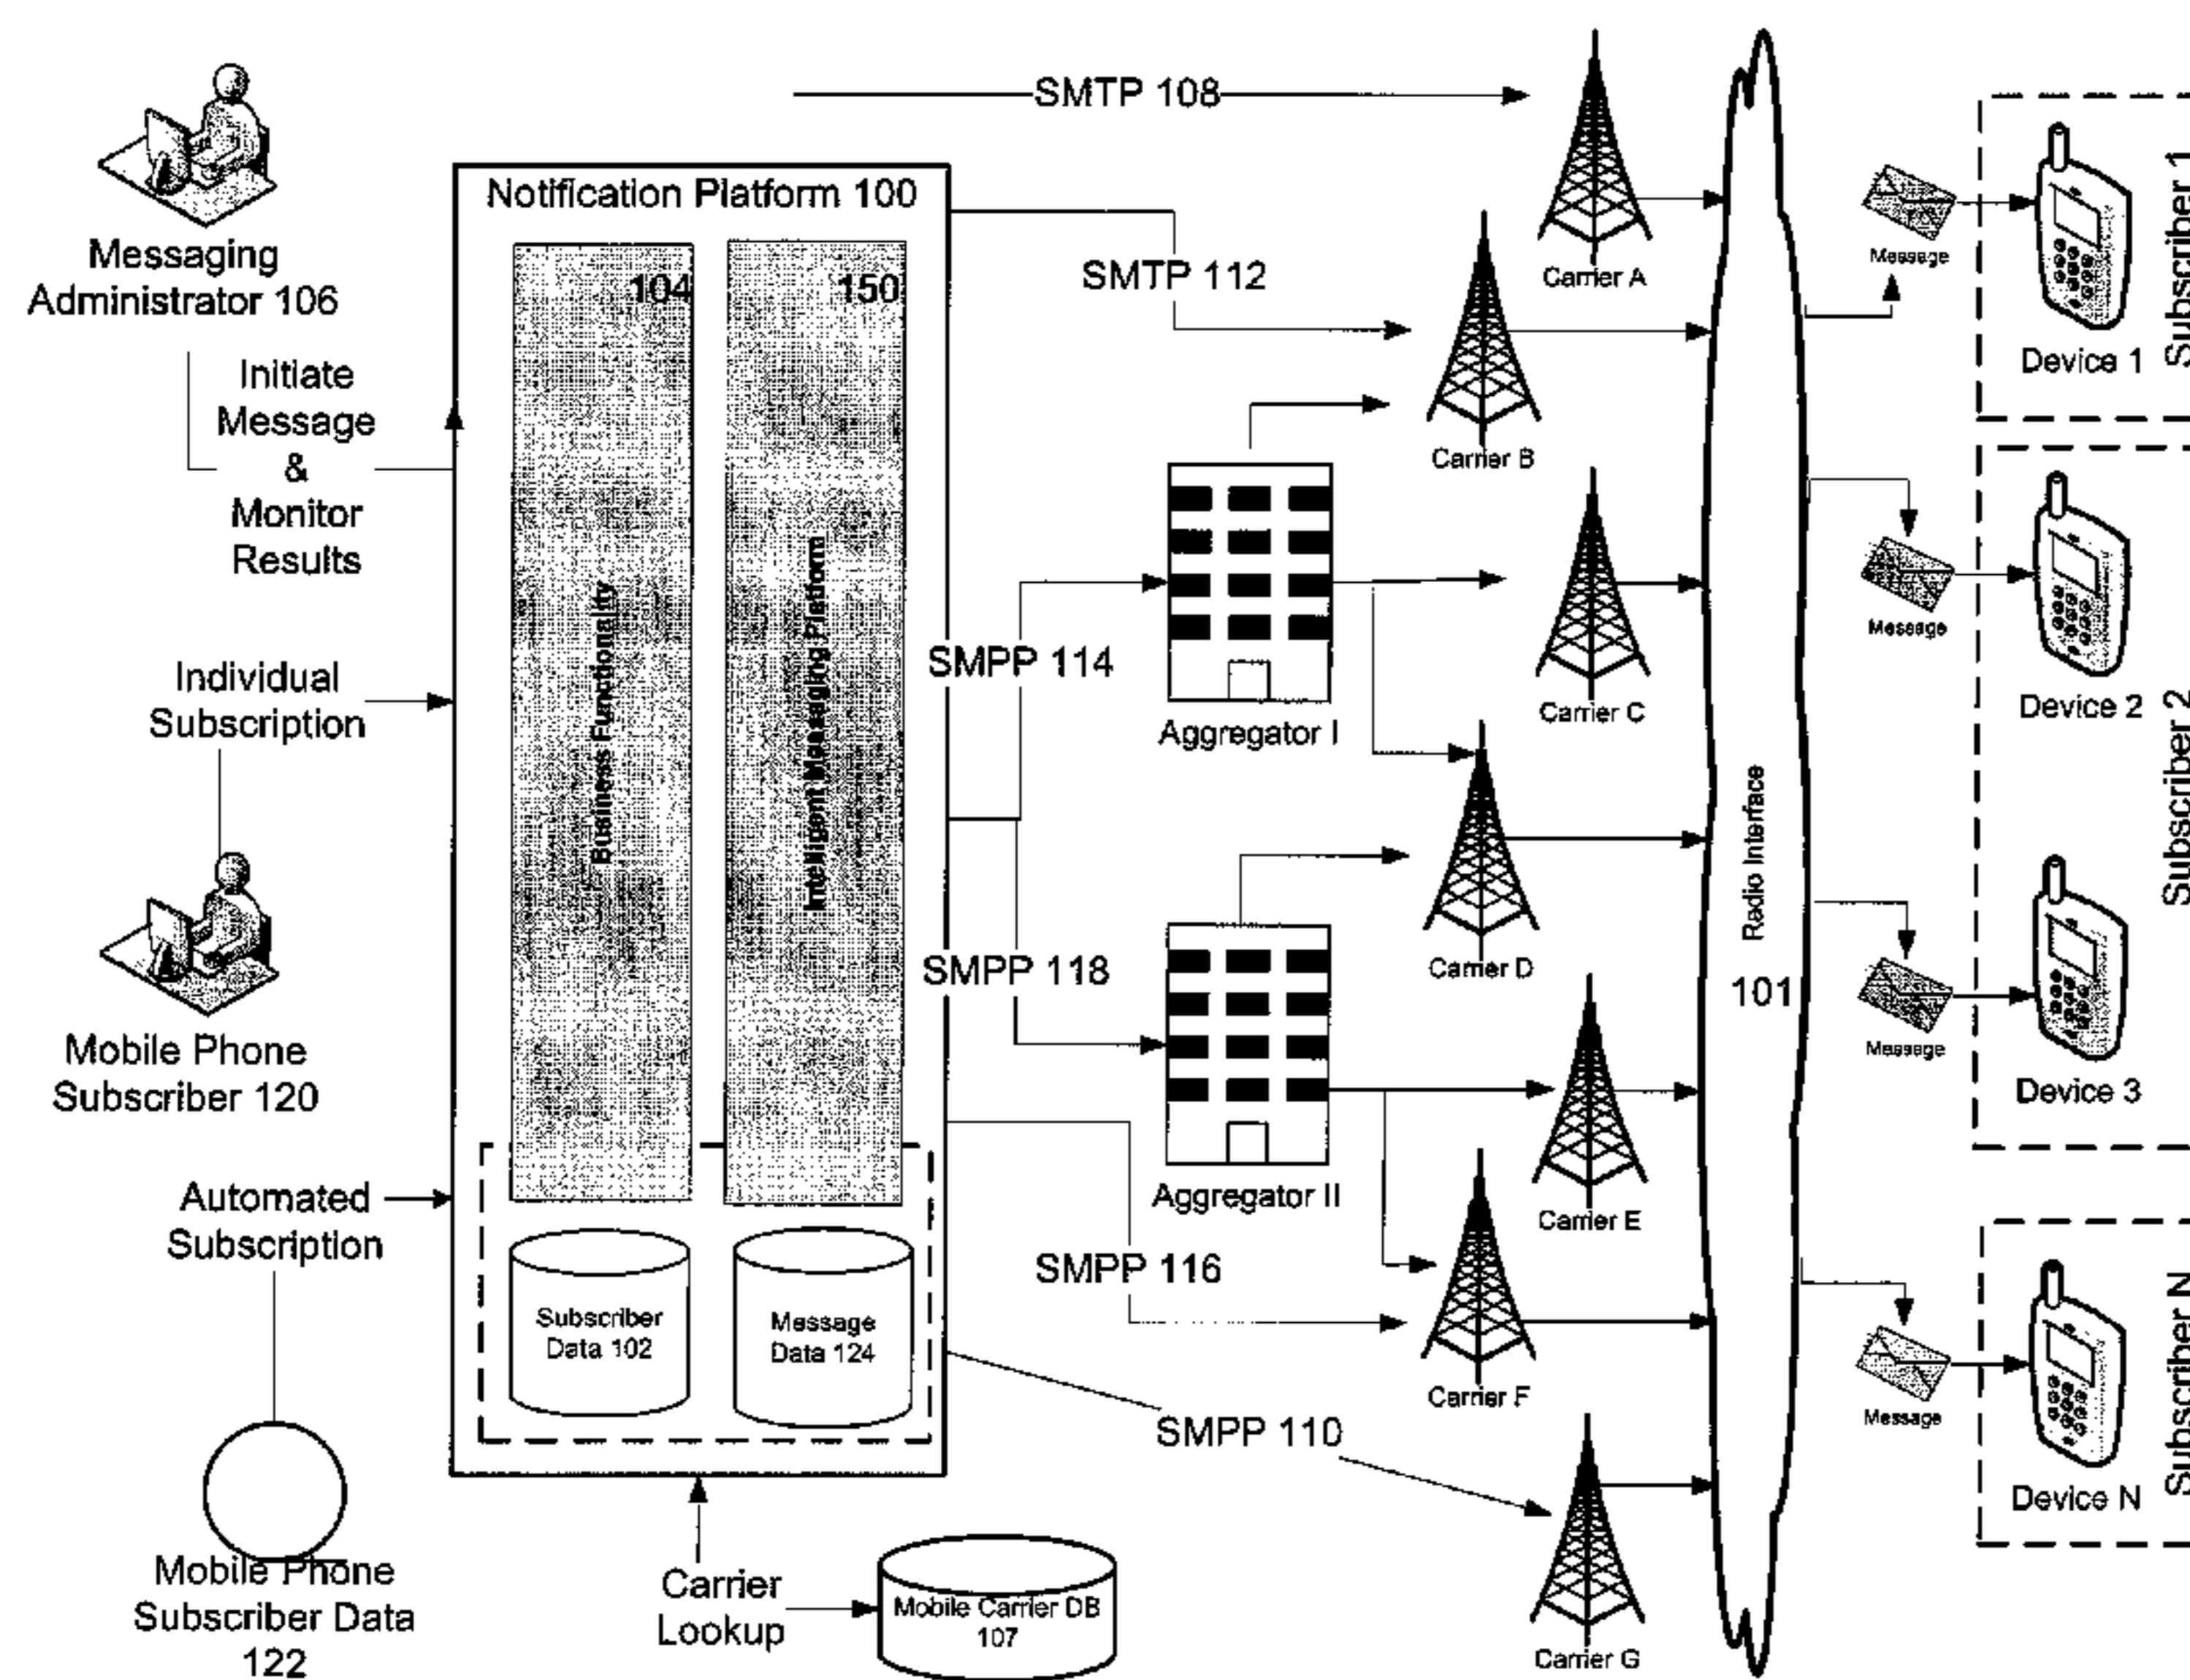 SMTP 108
Notification Platform 100
Messaging
Administrator 106
Initiate
Message
&
Monitor
Results
Individual
Subscription
Mobile Phone
Subscriber 120
Automated
Subscription
Mobile Phone
Subscriber Data
122
104
Business Functionality
150
Intelligent Messaging Platform
Subscriber
Data 102
Message
Data 124
Carrier
Lookup
Mobile Carrier DB
107
SMTP 112
SMPP 114
SMPP 118
SMPP 116
SMPP 110
Aggregator I
Aggregator II
Carrier A
Carrier B
Carrier C
Carrier D
Carrier E
Carrier F
Carrier G
Radio Interface
101
Message
Device 1
Subscriber 1
Message
Device 2
Subscriber 2
Message
Device 3
Message
Device N
Subscriber N